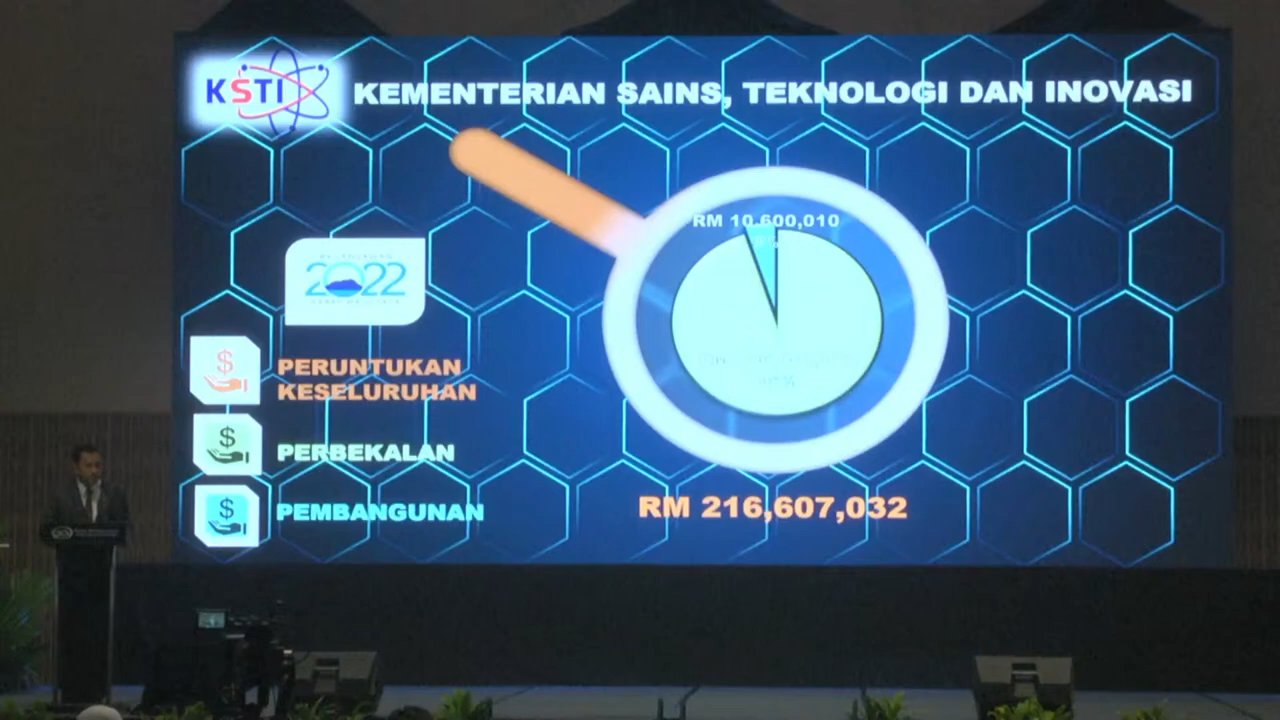 KSTI
KEMENTERIAN SAINS, TEKNOLOGI DAN INOVASI
RM 10,600,010
2022
PERUNTUKAN
KESELURUHAN
PERBEKALAN
PEMBANGUNAN
RM 216,607,032